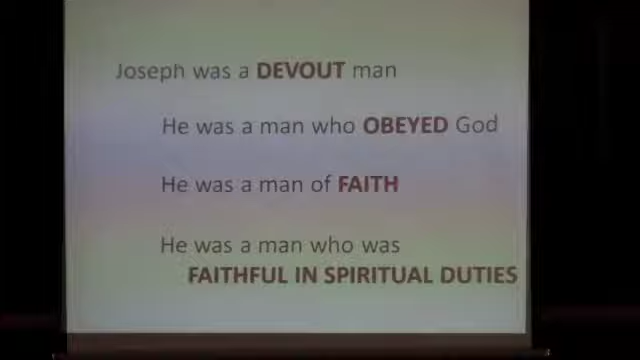 Joseph was a DEVOUT man
He was a man who OBEYED God
He was a man of FAITH
He was a man who was
FAITHFUL IN SPIRITUAL DUTIES